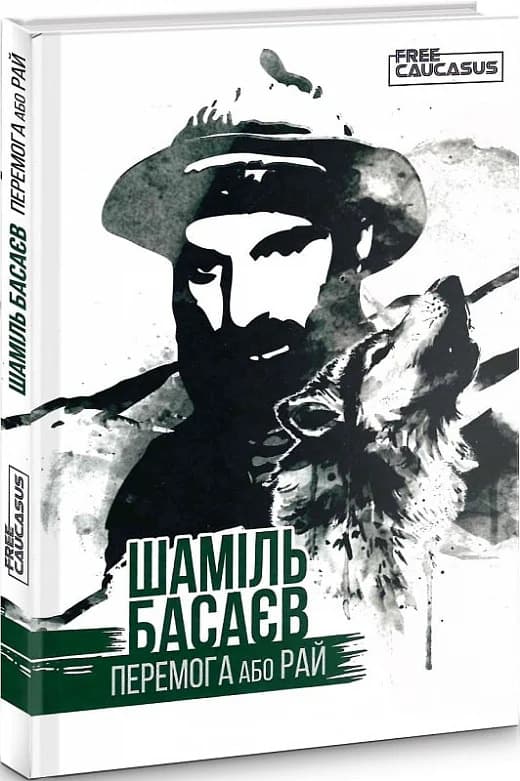 FREE
CAUCASUS
ШАМІЛЬ
БАСАЄВ
ПЕРЕМОГА АБО РАЙ
ШАМІЛЬ БАСАЄВ ПЕРЕМОГА АБО РАЙ
FREE
CAUCASUS